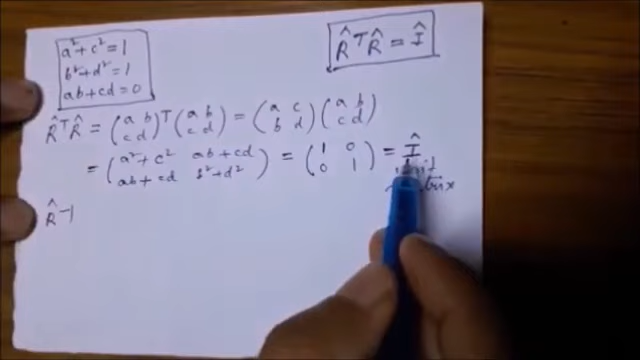 a² + c² = 1
b² + d² = 1
ab + cd = 0
R̂ᵀR̂ = Î
R̂ᵀR̂ = (a b / c d)ᵀ (a b / c d) = (a c / b d) (a b / c d)
= (a² + c² ab + cd / ab + cd b² + d²) = (1 0 / 0 1) = Î
R̂⁻¹